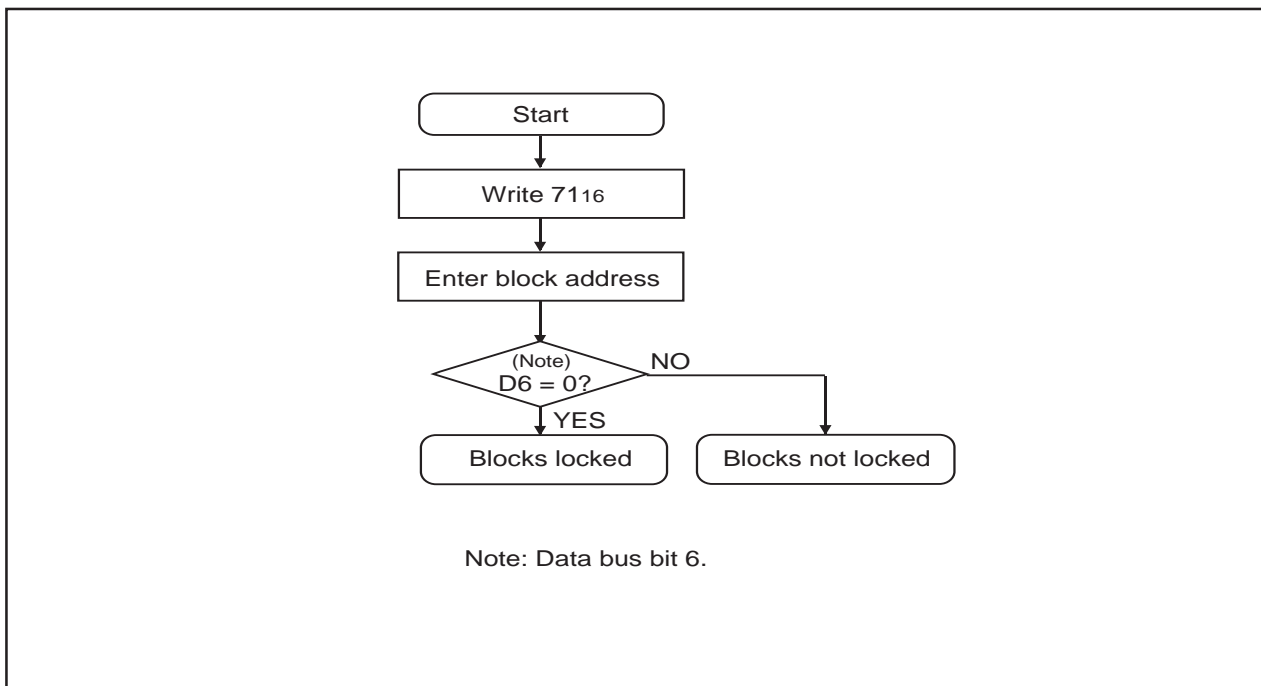 Start
Write 7116
Enter block address
(Note)
D6 = 0?
NO
YES
Blocks locked
Blocks not locked
Note: Data bus bit 6.